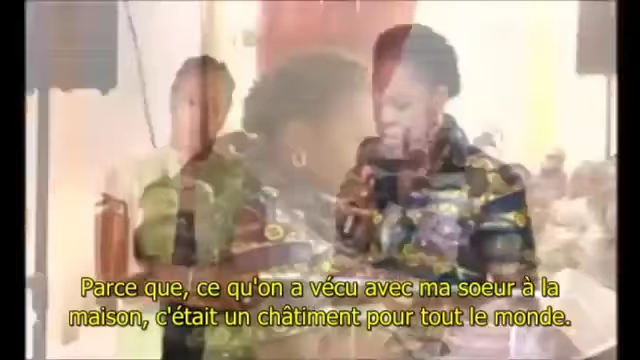 Parce que, ce qu'on a vécu avec ma soeur à la
maison, c'était un châtiment pour tout le monde.